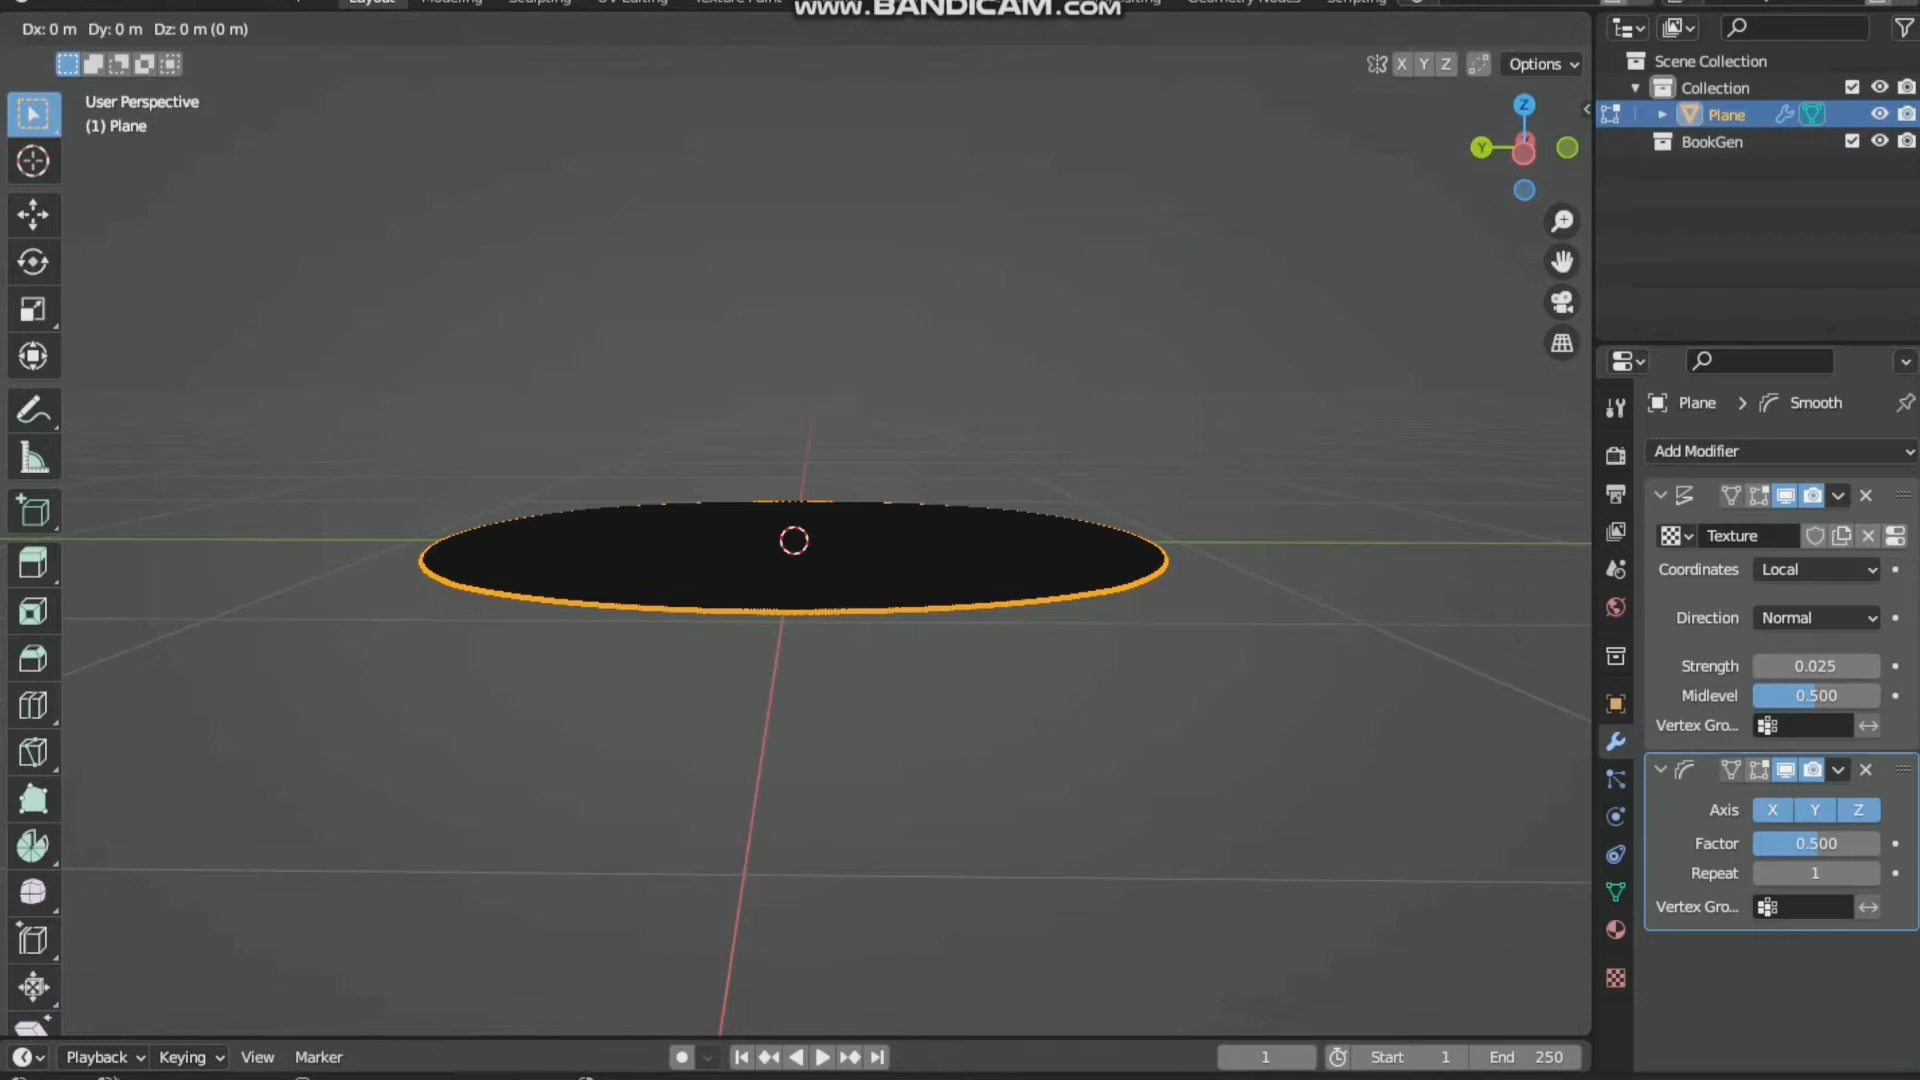 Layout Modeling Sculpting UV Editing Texture Paint Geometry Nodes Scripting
www.BANDICAM.com
Dx: 0 m Dy: 0 m Dz: 0 m (0 m)
X Y Z Options
User Perspective
(1) Plane
Z
Y
Scene Collection
Collection
Plane
BookGen
Plane > Smooth
Add Modifier
Texture
Coordinates Local
Direction Normal
Strength 0.025
Midlevel 0.500
Vertex Gro...
Axis X Y Z
Factor 0.500
Repeat 1
Vertex Gro...
Playback Keying View Marker
1 Start 1 End 250